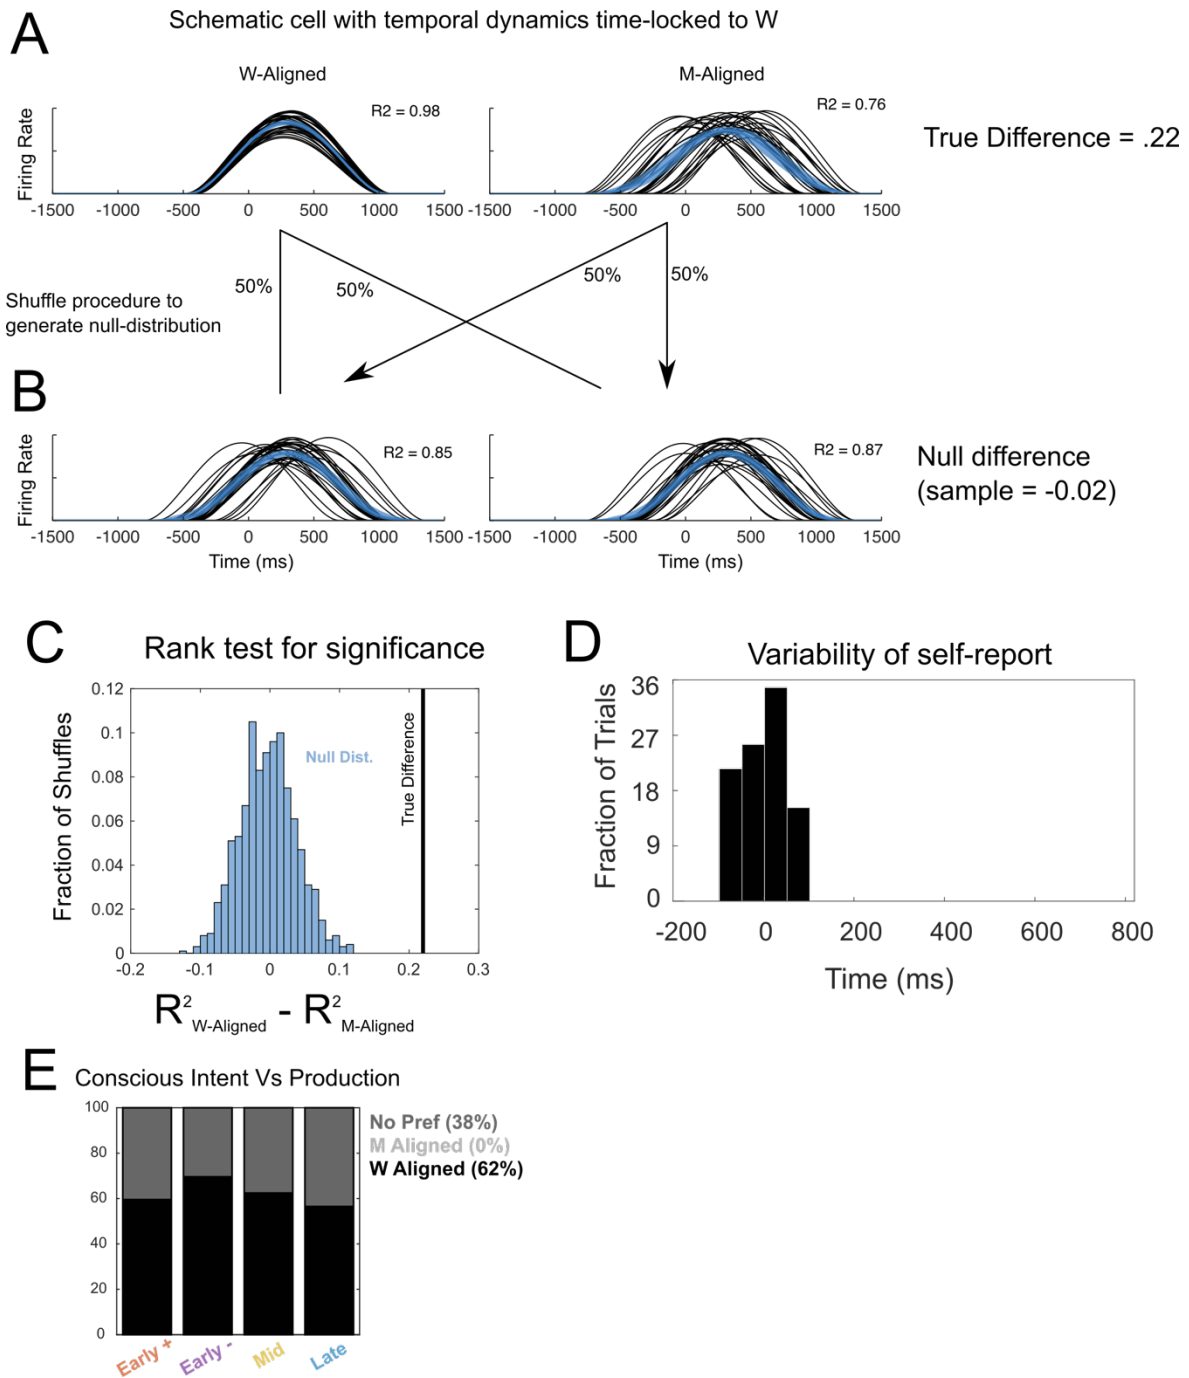 A
Schematic cell with temporal dynamics time-locked to W
W-Aligned
M-Aligned
R2 = 0.98
R2 = 0.76
Firing Rate
True Difference = .22
-1500 -1000 -500 0 500 1000 1500
-1500 -1000 -500 0 500 1000 1500
50%
50%
50%
50%
Shuffle procedure to
generate null-distribution
B
Firing Rate
R2 = 0.85
R2 = 0.87
Null difference
(sample = -0.02)
-1500 -1000 -500 0 500 1000 1500
-1500 -1000 -500 0 500 1000 1500
Time (ms)
Time (ms)
C
Rank test for significance
Fraction of Shuffles
0.12
0.1
0.08
0.06
0.04
0.02
0
Null Dist.
True Difference
-0.2 -0.1 0 0.1 0.2 0.3
R²W-Aligned - R²M-Aligned
D
Variability of self-report
Fraction of Trials
36
27
18
9
0
-200 0 200 400 600 800
Time (ms)
E
Conscious Intent Vs Production
100
80
60
40
20
0
No Pref (38%)
M Aligned (0%)
W Aligned (62%)
Early + Early - Mid Late